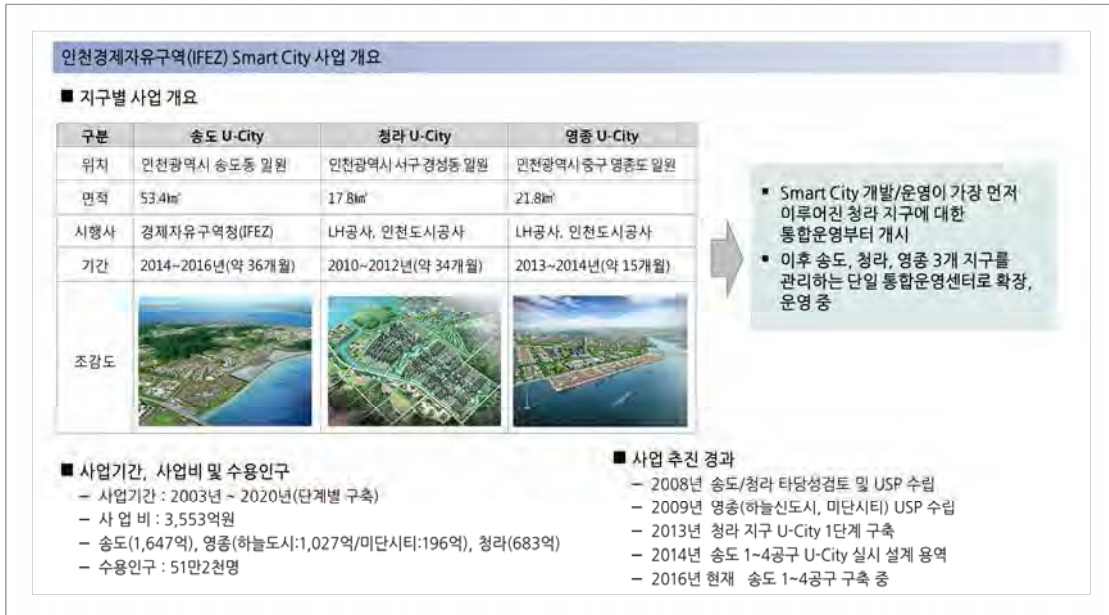 인천경제자유구역(IFEZ) Smart City 사업 개요
■ 지구별 사업 개요
구분 송도 U-City 청라 U-City 영종 U-City
위치 인천광역시 송도동 일원 인천광역시 서구 경성동 일원 인천광역시 중구 영종도 일원
면적 53.4㎢ 17.8㎢ 21.8㎢
시행사 경제자유구역청(IFEZ) LH공사, 인천도시공사 LH공사, 인천도시공사
기간 2014~2016년(약 36개월) 2010~2012년(약 34개월) 2013~2014년(약 15개월)
조감도
▪ Smart City 개발/운영이 가장 먼저
이루어진 청라 지구에 대한
통합운영부터 개시
▪ 이후 송도, 청라, 영종 3개 지구를
관리하는 단일 통합운영센터로 확장,
운영 중
■ 사업기간, 사업비 및 수용인구
– 사업기간 : 2003년 ~ 2020년(단계별 구축)
– 사 업 비 : 3,553억원
– 송도(1,647억), 영종(하늘도시:1,027억/미단시티:196억), 청라(683억)
– 수용인구 : 51만2천명
■ 사업 추진 경과
– 2008년 송도/청라 타당성검토 및 USP 수립
– 2009년 영종(하늘신도시, 미단시티) USP 수립
– 2013년 청라 지구 U-City 1단계 구축
– 2014년 송도 1~4공구 U-City 실시 설계 용역
– 2016년 현재 송도 1~4공구 구축 중